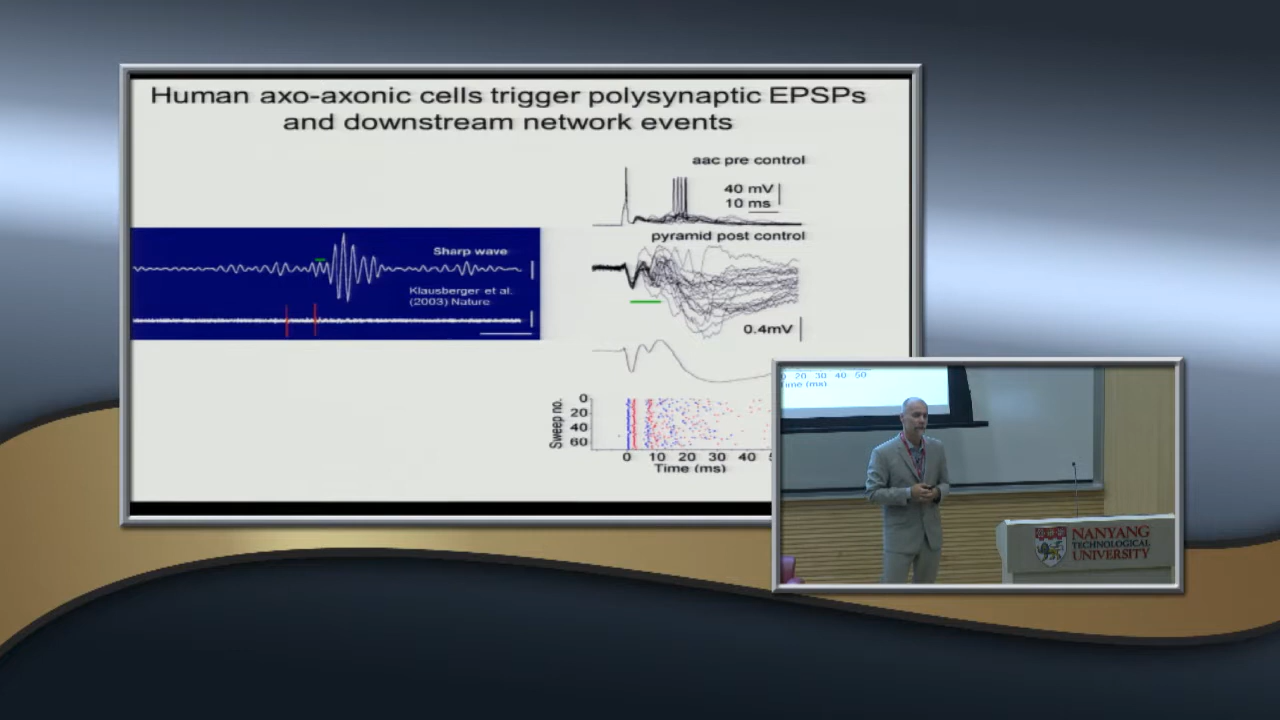 Human axo-axonic cells trigger polysynaptic EPSPs
and downstream network events
aac pre control
40 mV
10 ms
pyramid post control
Sharp wave
Klausberger et al.
(2003) Nature
0.4mV
Sweep no.
0
20
40
60
0 10 20 30 40
Time (ms)
20 30 40 50
NANYANG
TECHNOLOGICAL
UNIVERSITY